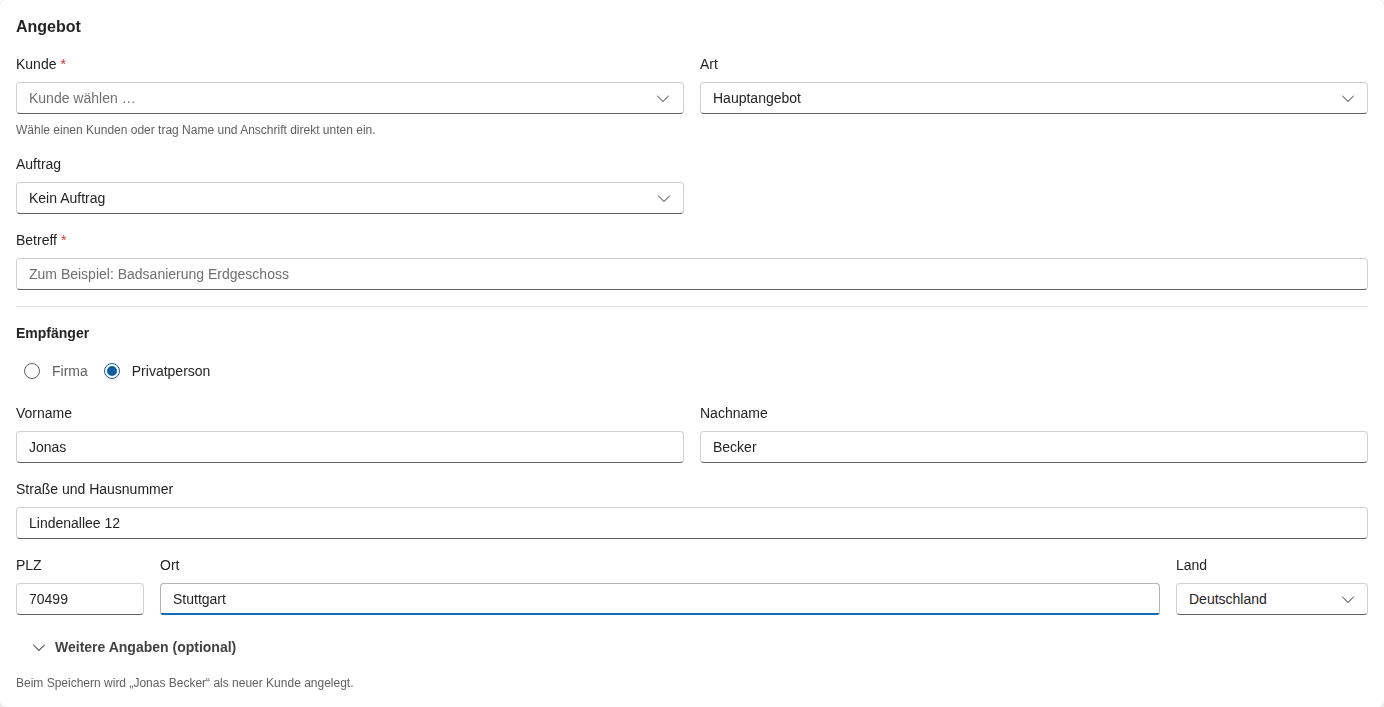 Angebot
Kunde *
Art
Kunde wählen …
Hauptangebot
Wähle einen Kunden oder trag Name und Anschrift direkt unten ein.
Auftrag
Kein Auftrag
Betreff *
Zum Beispiel: Badsanierung Erdgeschoss
Empfänger
Firma
Privatperson
Vorname
Nachname
Jonas
Becker
Straße und Hausnummer
Lindenallee 12
PLZ
Ort
Land
70499
Stuttgart
Deutschland
Weitere Angaben (optional)
Beim Speichern wird „Jonas Becker“ als neuer Kunde angelegt.